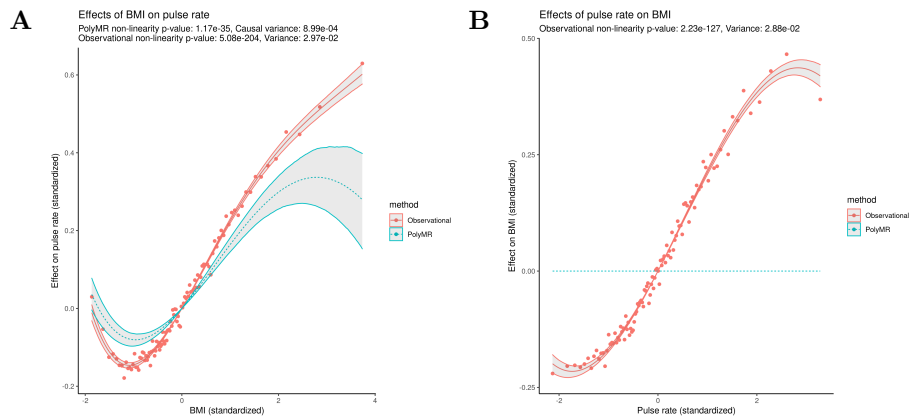 A
Effects of BMI on pulse rate
PolyMR non-linearity p-value: 1.17e-35, Causal variance: 8.99e-04
Observational non-linearity p-value: 5.08e-204, Variance: 2.97e-02
Effect on pulse rate (standardized)
0.6
0.4
0.2
0.0
-0.2
-2
0
2
4
BMI (standardized)
method
Observational
PolyMR
B
Effects of pulse rate on BMI
Observational non-linearity p-value: 2.23e-127, Variance: 2.88e-02
Effect on BMI (standardized)
0.50
0.25
0.00
-0.25
-2
0
2
Pulse rate (standardized)
method
Observational
PolyMR